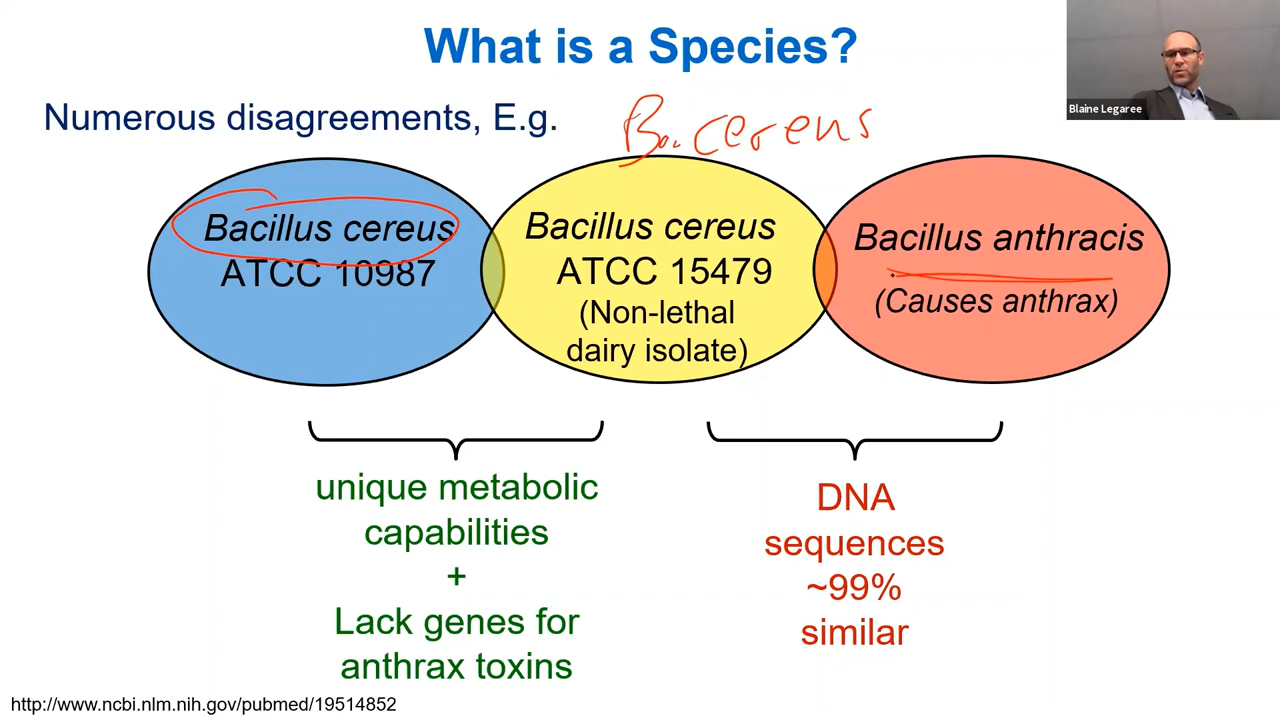 What is a Species?
Blaine Legaree
Numerous disagreements, E.g.
Bacillus cereus
ATCC 10987
Bacillus cereus
ATCC 15479
(Non-lethal
dairy isolate)
Bacillus anthracis
(Causes anthrax)
unique metabolic
capabilities
+
Lack genes for
anthrax toxins
DNA
sequences
~99%
similar
http://www.ncbi.nlm.nih.gov/pubmed/19514852